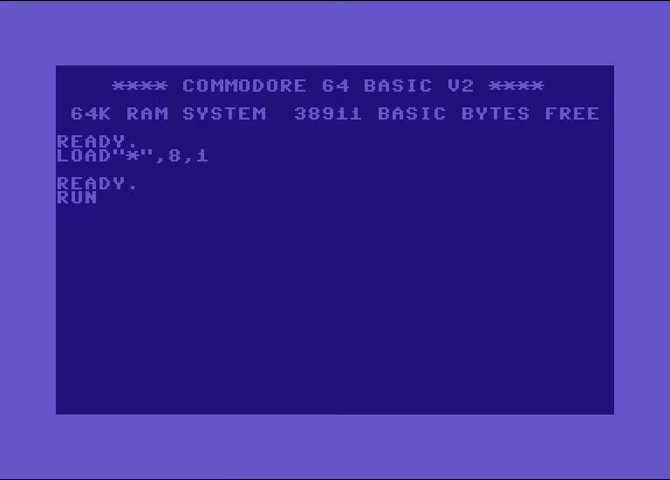 **** COMMODORE 64 BASIC V2 ****
64K RAM SYSTEM  38911 BASIC BYTES FREE
READY.
LOAD"*",8,1
READY.
RUN